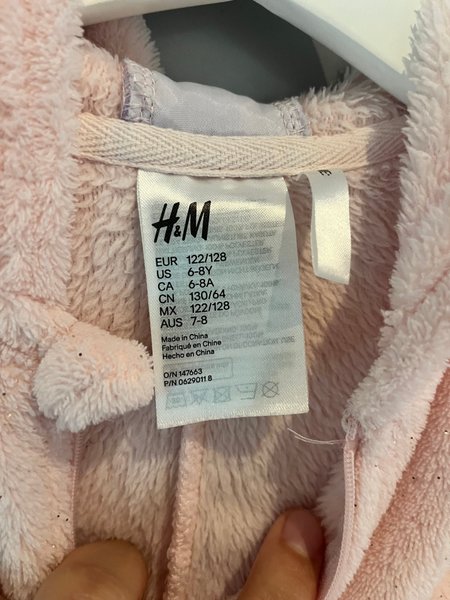 H&M
EUR 122/128
US 6-8Y
CA 6-8A
CN 130/64
MX 122/128
AUS 7-8
Made in China
Fabriqué en Chine
Hecho en China
O/N 147663
P/N 0629011.8